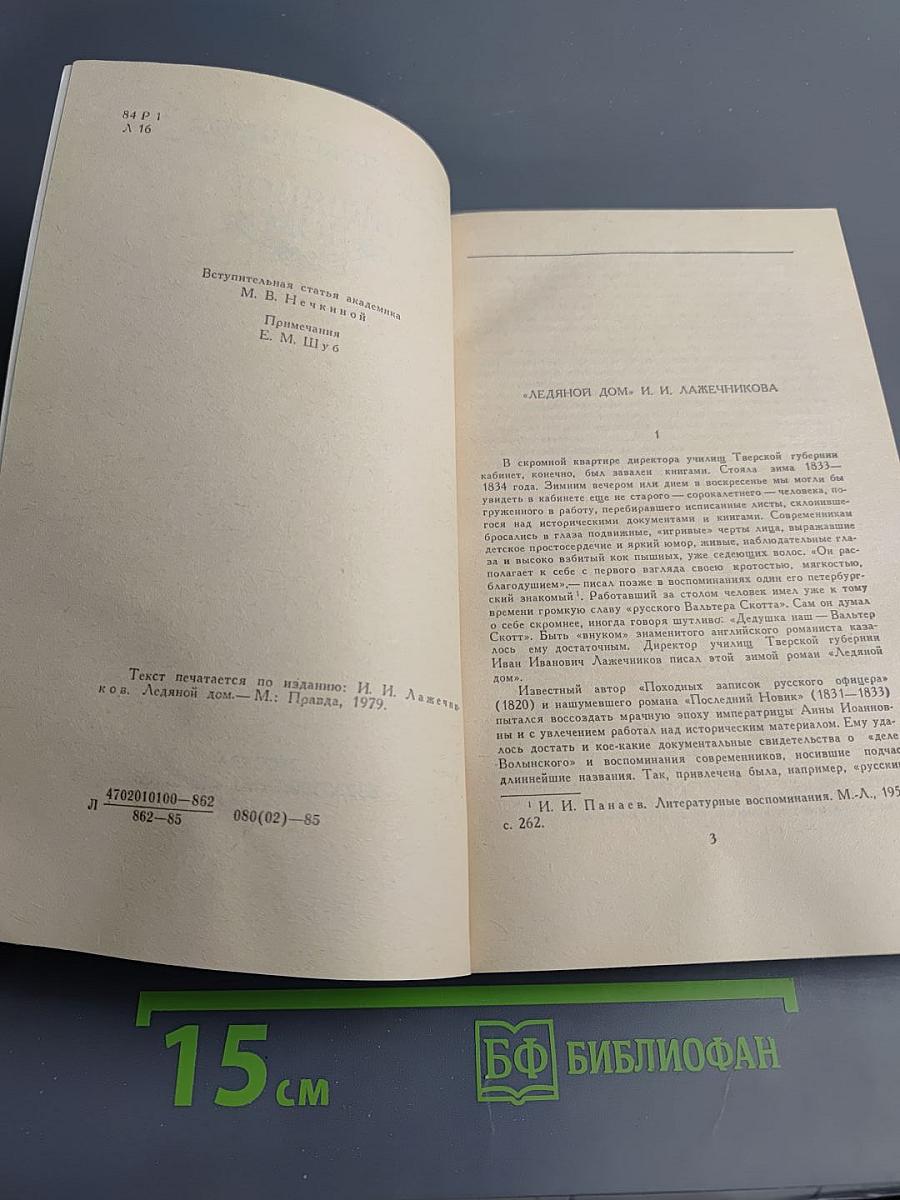 84 Р 1
Л 16
Вступительная статья академика
М. В. Нечкиной
Примечания
Е. М. Шуб
Текст печатается по изданию: И. И. Лажечни-
ков. Ледяной дом.— М.: Правда, 1979.
Л 4702010100—862
862—85
080(02)—85
«ЛЕДЯНОЙ ДОМ» И. И. ЛАЖЕЧНИКОВА
1
В скромной квартире директора училищ Тверской губернии
кабинет, конечно, был завален книгами. Стояла зима 1833—
1834 года. Зимним вечером или днем в воскресенье мы могли бы
увидеть в кабинете еще не старого — сорокалетнего — человека, по-
груженного в работу, перебиравшего исписанные листы, склонивше-
гося над историческими документами и книгами. Современникам
бросались в глаза подвижные, «игривые» черты лица, выражавшие
детское простосердечие и яркий юмор, живые, наблюдательные гла-
за и высоко взбитый кок пышных, уже седеющих волос. «Он рас-
полагает к себе с первого взгляда своею кротостью, мягкостью,
благодушием»,— писал позже в воспоминаниях один его петербург-
ский знакомый 1. Работавший за столом человек имел уже к тому
времени громкую славу «русского Вальтера Скотта». Сам он думал
о себе скромнее, иногда говоря шутливо: «Дедушка наш — Вальтер
Скотт». Быть «внуком» знаменитого английского романиста каза-
лось ему достаточным. Директор училищ Тверской губернии
Иван Иванович Лажечников писал этой зимой роман «Ледяной
дом».
Известный автор «Походных записок русского офицера»
(1820) и нашумевшего романа «Последний Новик» (1831—1833)
пытался воссоздать мрачную эпоху императрицы Анны Иоаннов-
ны и с увлечением работал над историческим материалом. Ему уда-
лось достать и кое-какие документальные свидетельства о «деле
Волынского» и воспоминания современников, носившие подчас
длиннейшие названия. Так, привлечена была, например, «русски
1 И. И. Панаев. Литературные воспоминания. М.-Л., 195
с. 262.
3
15 см
БФ БИБЛИОФАН